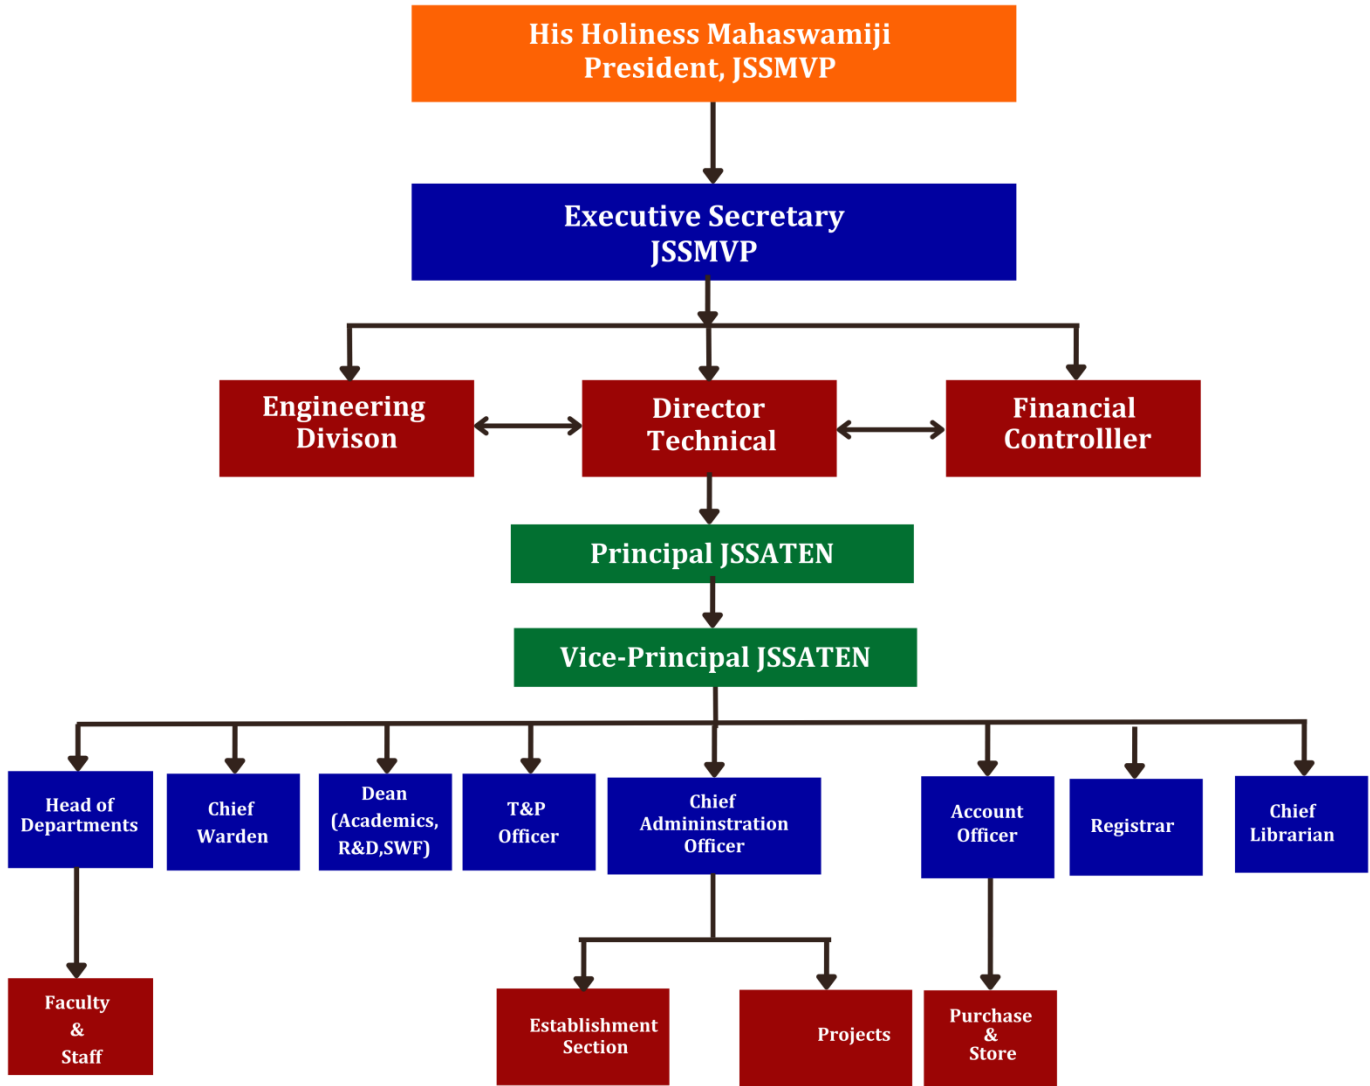 His Holiness Mahaswamiji
President, JSSMVP
Executive Secretary
JSSMVP
Engineering
Divison
Director
Technical
Financial
Controlller
Principal JSSATEN
Vice-Principal JSSATEN
Head of
Departments
Chief
Warden
Dean
(Academics,
R&D,SWF)
T&P
Officer
Chief
Admininstration
Officer
Account
Officer
Registrar
Chief
Librarian
Faculty
&
Staff
Establishment
Section
Projects
Purchase
&
Store